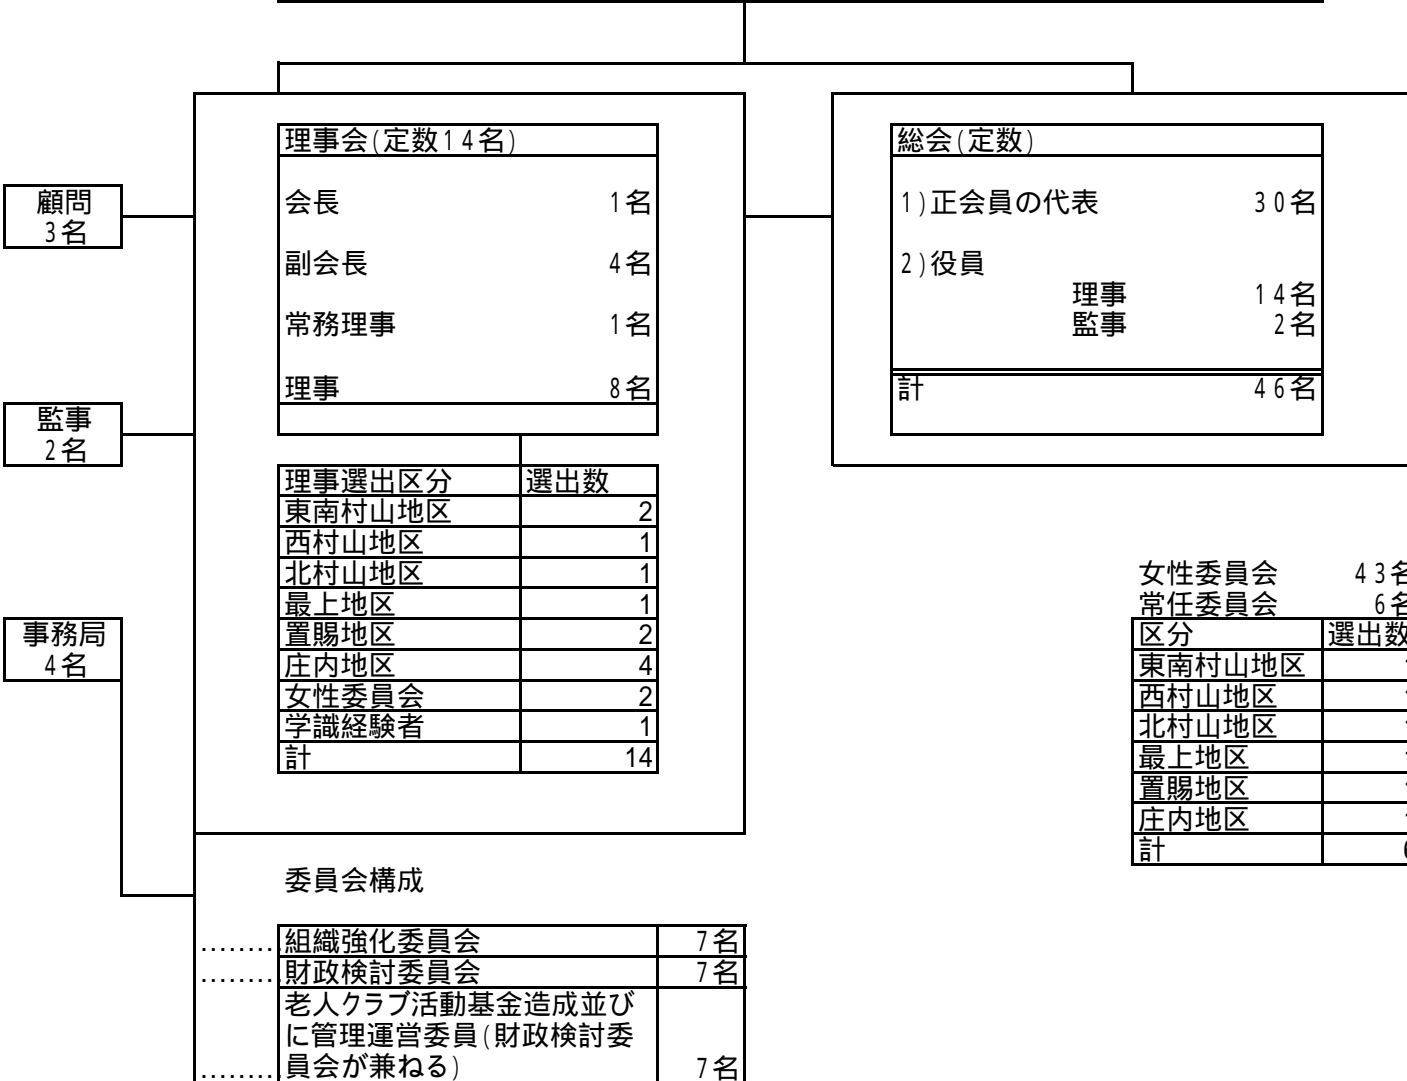 顧問
3名
監事
2名
事務局
4名
理事会(定数14名)
会長 1名
副会長 4名
常務理事 1名
理事 8名
理事選出区分 選出数
東南村山地区 2
西村山地区 1
北村山地区 1
最上地区 1
置賜地区 2
庄内地区 4
女性委員会 2
学識経験者 1
計 14
総会(定数)
1)正会員の代表 30名
2)役員
理事 14名
監事 2名
計 46名
女性委員会 43名
常任委員会 6名
区分 選出数
東南村山地区
西村山地区
北村山地区
最上地区
置賜地区
庄内地区
計
委員会構成
.........組織強化委員会 7名
.........財政検討委員会 7名
老人クラブ活動基金造成並び
に管理運営委員(財政検討委
.........員会が兼ねる) 7名